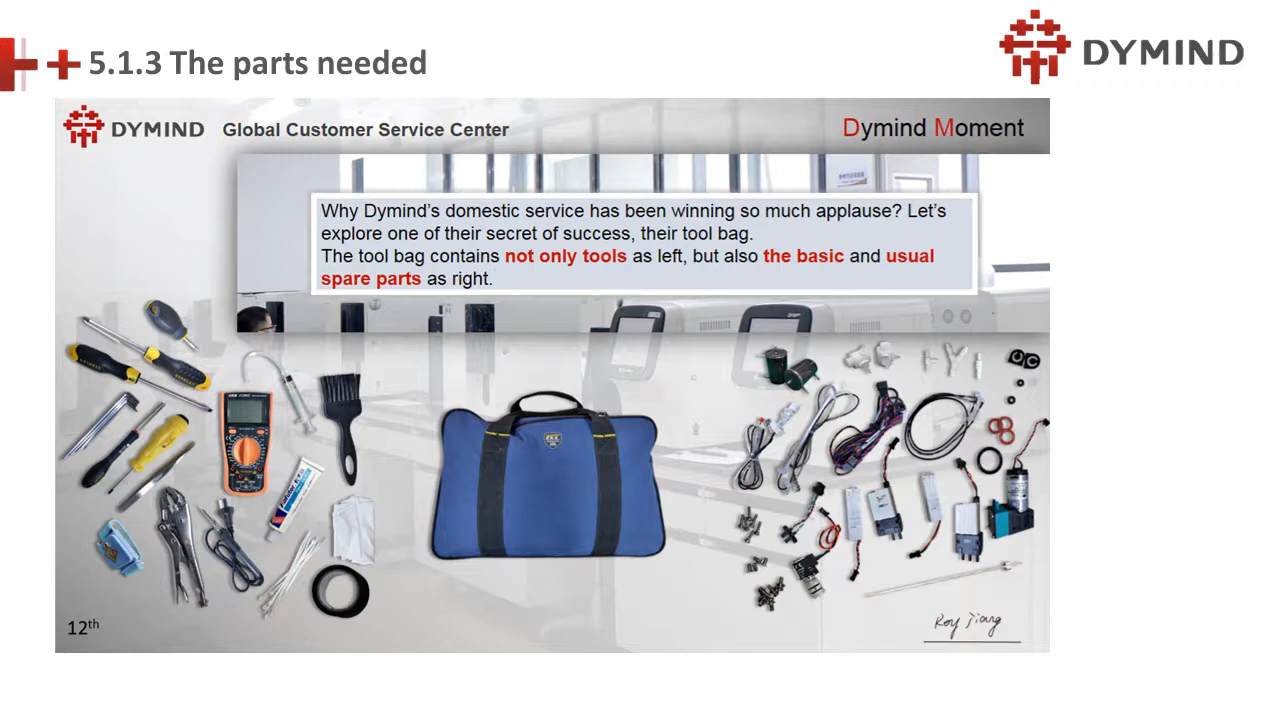 5.1.3 The parts needed
DYMIND
DYMIND
Global Customer Service Center
Dymind Moment
Why Dymind’s domestic service has been winning so much applause? Let’s
explore one of their secret of success, their tool bag.
The tool bag contains not only tools as left, but also the basic and usual
spare parts as right.
12th
Roy Jiang